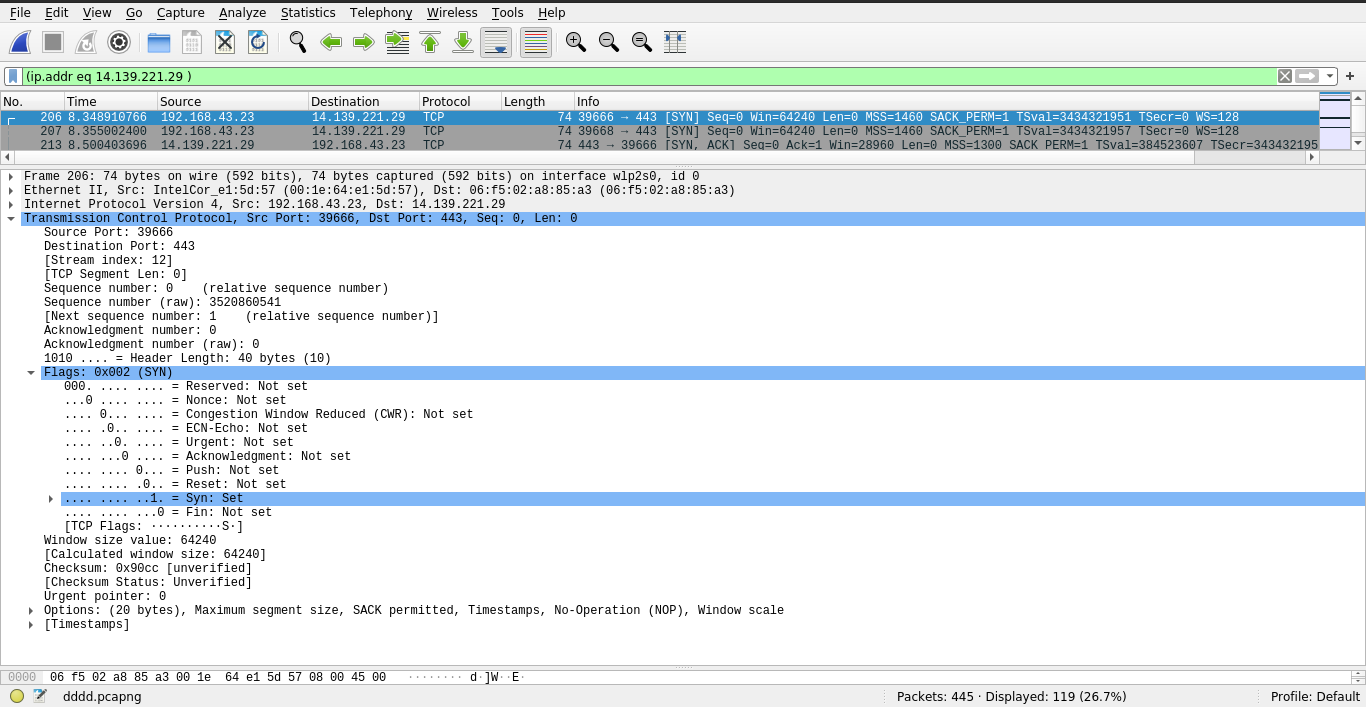 File Edit View Go Capture Analyze Statistics Telephony Wireless Tools Help
(ip.addr eq 14.139.221.29 )
No. Time Source Destination Protocol Length Info
206 8.348910766 192.168.43.23 14.139.221.29 TCP 74 39666 → 443 [SYN] Seq=0 Win=64240 Len=0 MSS=1460 SACK_PERM=1 TSval=3434321951 TSecr=0 WS=128
207 8.355002400 192.168.43.23 14.139.221.29 TCP 74 39668 → 443 [SYN] Seq=0 Win=64240 Len=0 MSS=1460 SACK_PERM=1 TSval=3434321957 TSecr=0 WS=128
213 8.500403696 14.139.221.29 192.168.43.23 TCP 74 443 → 39666 [SYN, ACK] Seq=0 Ack=1 Win=28960 Len=0 MSS=1300 SACK_PERM=1 TSval=384523607 TSecr=343432195
Frame 206: 74 bytes on wire (592 bits), 74 bytes captured (592 bits) on interface wlp2s0, id 0
Ethernet II, Src: IntelCor_e1:5d:57 (00:1e:64:e1:5d:57), Dst: 06:f5:02:a8:85:a3 (06:f5:02:a8:85:a3)
Internet Protocol Version 4, Src: 192.168.43.23, Dst: 14.139.221.29
Transmission Control Protocol, Src Port: 39666, Dst Port: 443, Seq: 0, Len: 0
Source Port: 39666
Destination Port: 443
[Stream index: 12]
[TCP Segment Len: 0]
Sequence number: 0    (relative sequence number)
Sequence number (raw): 3520860541
[Next sequence number: 1    (relative sequence number)]
Acknowledgment number: 0
Acknowledgment number (raw): 0
1010 .... = Header Length: 40 bytes (10)
Flags: 0x002 (SYN)
000. .... .... = Reserved: Not set
...0 .... .... = Nonce: Not set
.... 0... .... = Congestion Window Reduced (CWR): Not set
.... .0.. .... = ECN-Echo: Not set
.... ..0. .... = Urgent: Not set
.... ...0 .... = Acknowledgment: Not set
.... .... 0... = Push: Not set
.... .... .0.. = Reset: Not set
.... .... ..1. = Syn: Set
.... .... ...0 = Fin: Not set
[TCP Flags: ··········S·]
Window size value: 64240
[Calculated window size: 64240]
Checksum: 0x90cc [unverified]
[Checksum Status: Unverified]
Urgent pointer: 0
Options: (20 bytes), Maximum segment size, SACK permitted, Timestamps, No-Operation (NOP), Window scale
[Timestamps]
0000 06 f5 02 a8 85 a3 00 1e 64 e1 5d 57 08 00 45 00 ········ d·]W··E·
dddd.pcapng Packets: 445 · Displayed: 119 (26.7%) Profile: Default